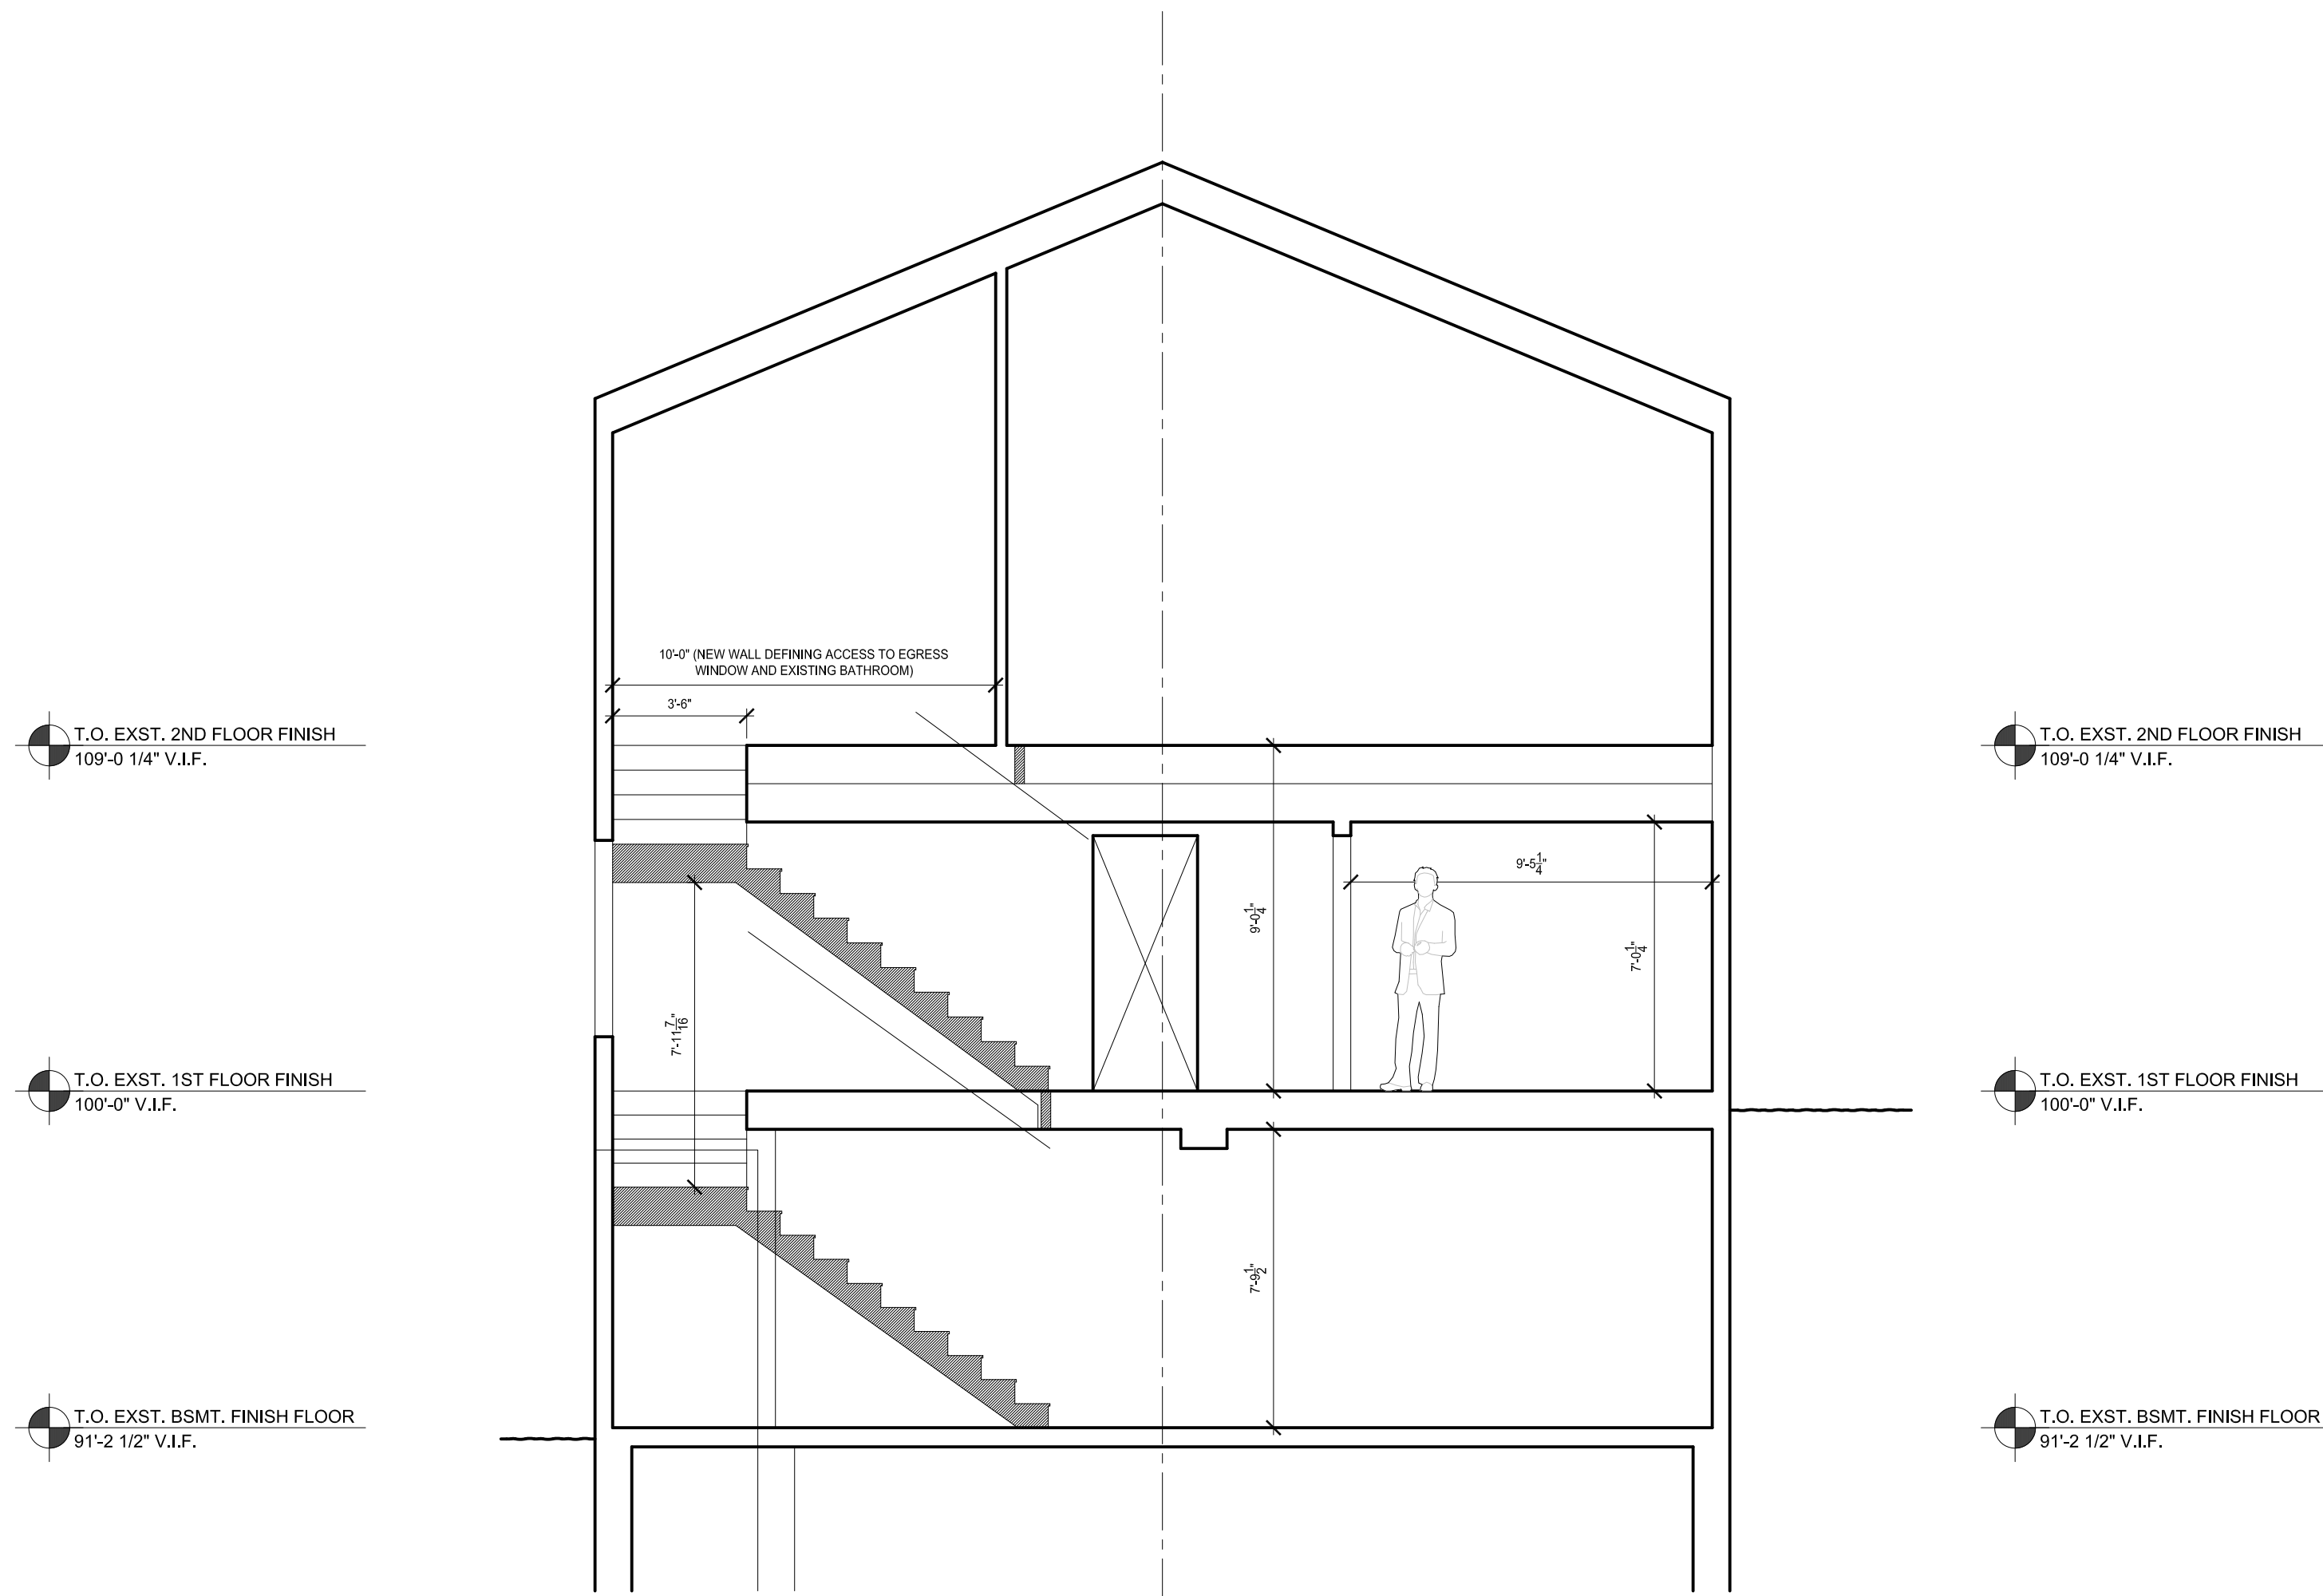 10'-0" (NEW WALL DEFINING ACCESS TO EGRESS
WINDOW AND EXISTING BATHROOM)
3'-6"
T.O. EXST. 2ND FLOOR FINISH
109'-0 1/4" V.I.F.
T.O. EXST. 2ND FLOOR FINISH
109'-0 1/4" V.I.F.
9'-5 1/4"
9'-0 1/4"
7'-0 1/4"
7'-11 7/16"
T.O. EXST. 1ST FLOOR FINISH
100'-0" V.I.F.
T.O. EXST. 1ST FLOOR FINISH
100'-0" V.I.F.
7'-9 1/2"
T.O. EXST. BSMT. FINISH FLOOR
91'-2 1/2" V.I.F.
T.O. EXST. BSMT. FINISH FLOOR
91'-2 1/2" V.I.F.